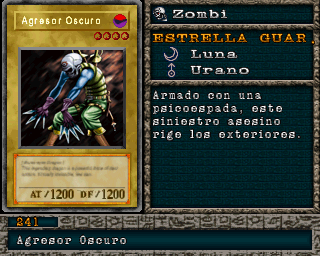 Agresor Oscuro
AT/1200 DF/1200
Zombi
ESTRELLA GUAR.
Luna
Urano
Armado con una
psicoespada, este
siniestro asesino
rige los exteriores.
241
Agresor Oscuro